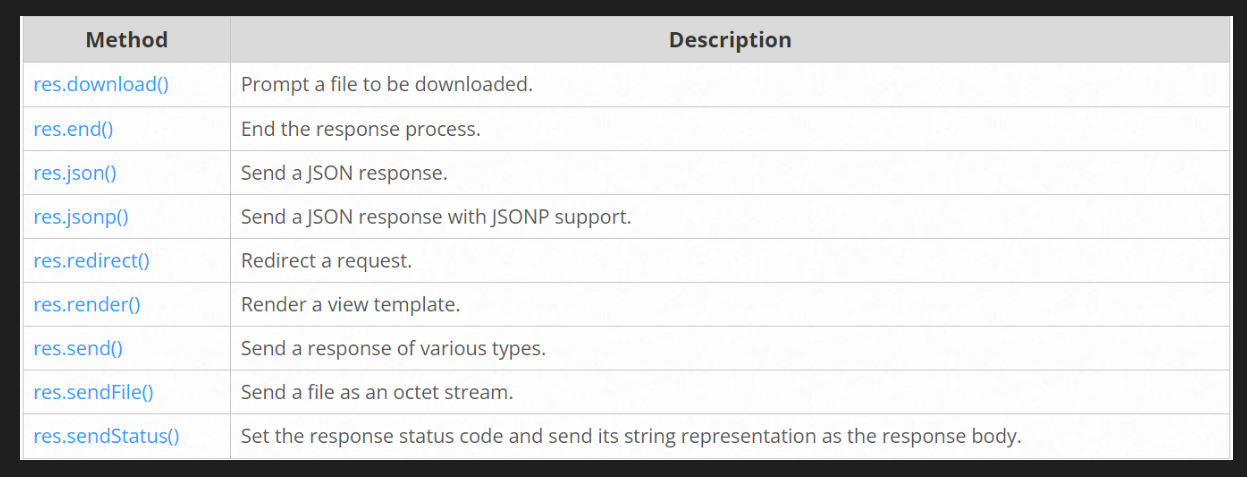 Method Description
res.download() Prompt a file to be downloaded.
res.end() End the response process.
res.json() Send a JSON response.
res.jsonp() Send a JSON response with JSONP support.
res.redirect() Redirect a request.
res.render() Render a view template.
res.send() Send a response of various types.
res.sendFile() Send a file as an octet stream.
res.sendStatus() Set the response status code and send its string representation as the response body.